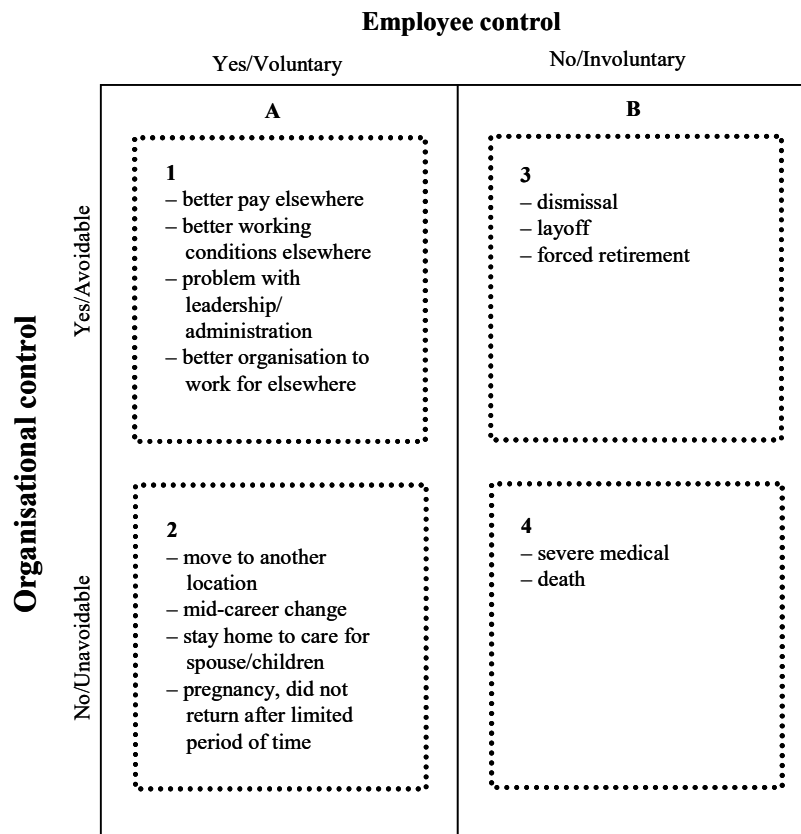 Employee control
Yes/Voluntary
No/Involuntary
Organisational control
Yes/Avoidable
No/Unavoidable
A
1
– better pay elsewhere
– better working
conditions elsewhere
– problem with
leadership/
administration
– better organisation to
work for elsewhere
2
– move to another
location
– mid-career change
– stay home to care for
spouse/children
– pregnancy, did not
return after limited
period of time
B
3
– dismissal
– layoff
– forced retirement
4
– severe medical
– death